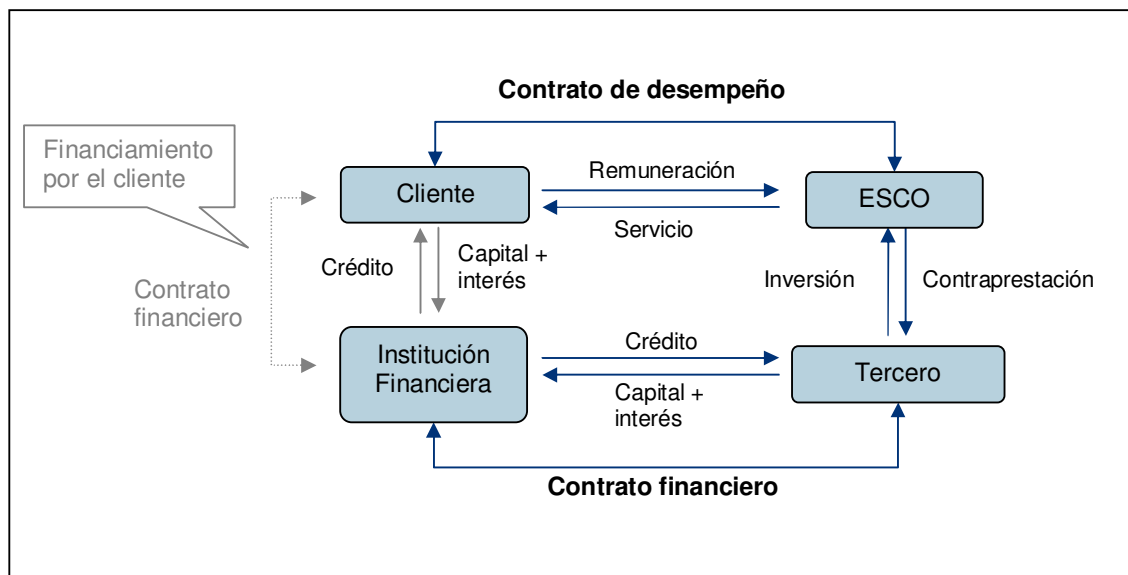 Contrato de desempeño
Financiamiento
por el cliente
Cliente
Remuneración
Servicio
ESCO
Crédito
Capital +
interés
Inversión
Contraprestación
Contrato
financiero
Institución
Financiera
Crédito
Capital +
interés
Tercero
Contrato financiero